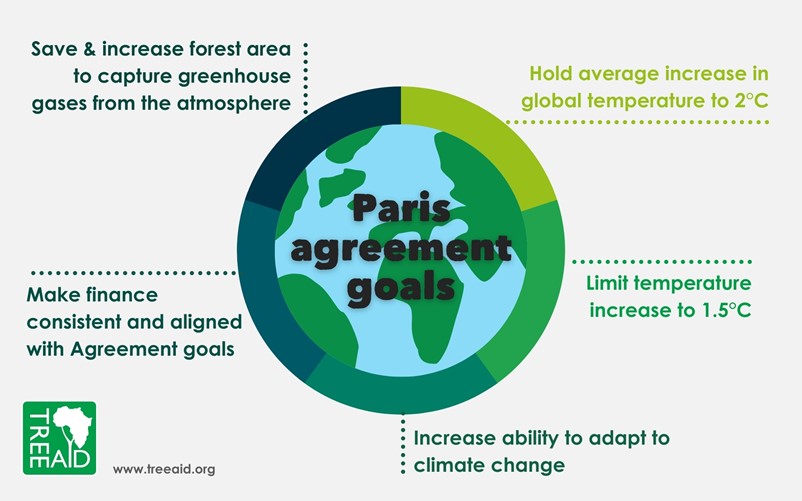 Save & increase forest area
to capture greenhouse
gases from the atmosphere
Hold average increase in
global temperature to 2°C
Paris
agreement
goals
Limit temperature
increase to 1.5°C
Make finance
consistent and aligned
with Agreement goals
Increase ability to adapt to
climate change
TREE
AID
www.treeaid.org